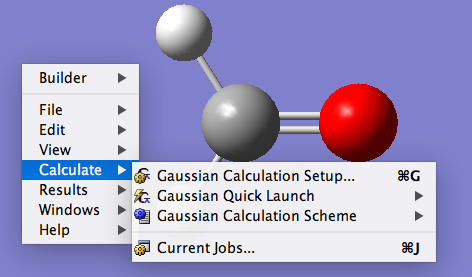 Builder
File
Edit
View
Calculate
Results
Windows
Help
Gaussian Calculation Setup... ⌘G
Gaussian Quick Launch
Gaussian Calculation Scheme
Current Jobs... ⌘J